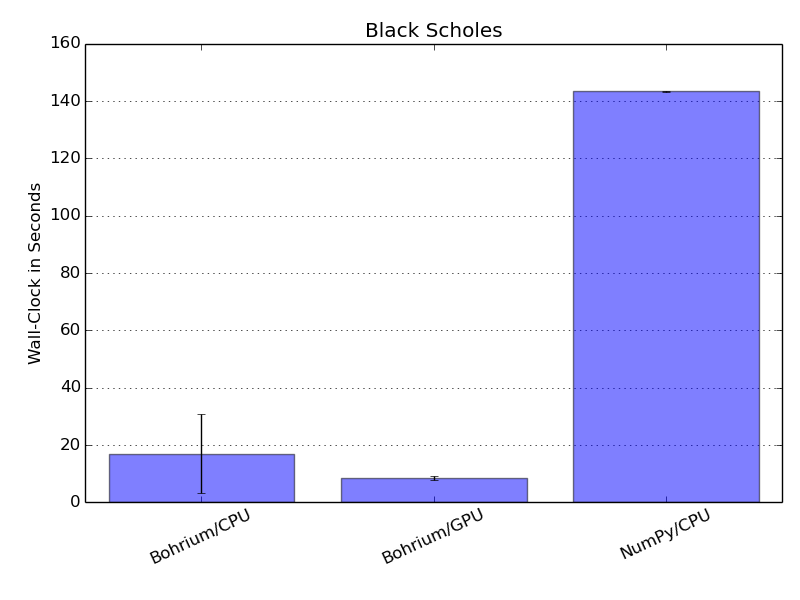 Black Scholes
160
140
120
100
80
60
40
20
0
Wall-Clock in Seconds
Bohrium/CPU
Bohrium/GPU
NumPy/CPU